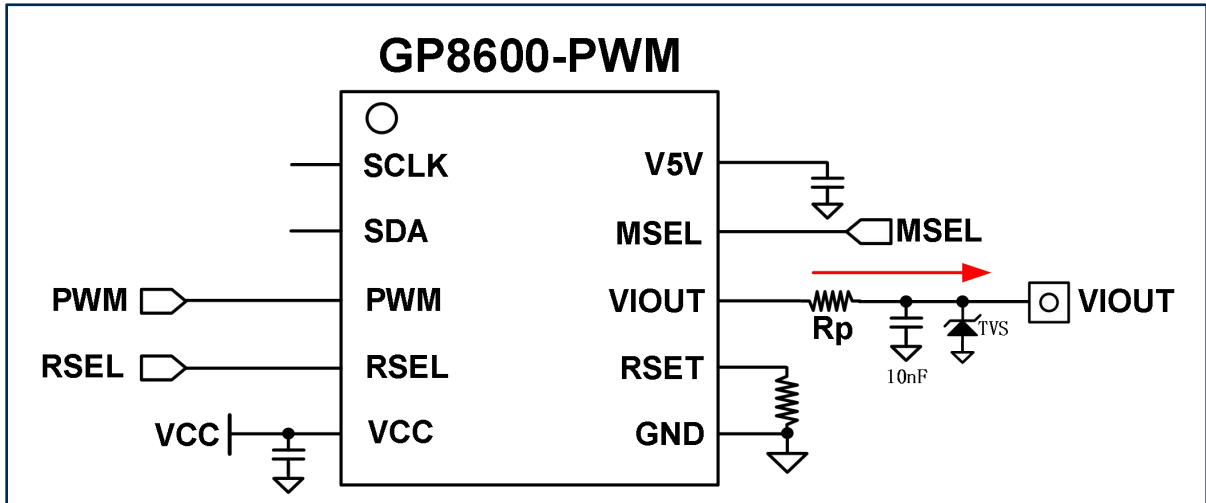 GP8600-PWM
SCLK
V5V
SDA
MSEL
MSEL
PWM
PWM
VIOUT
Rp
TVS
VIOUT
10nF
RSEL
RSEL
RSET
VCC
VCC
GND